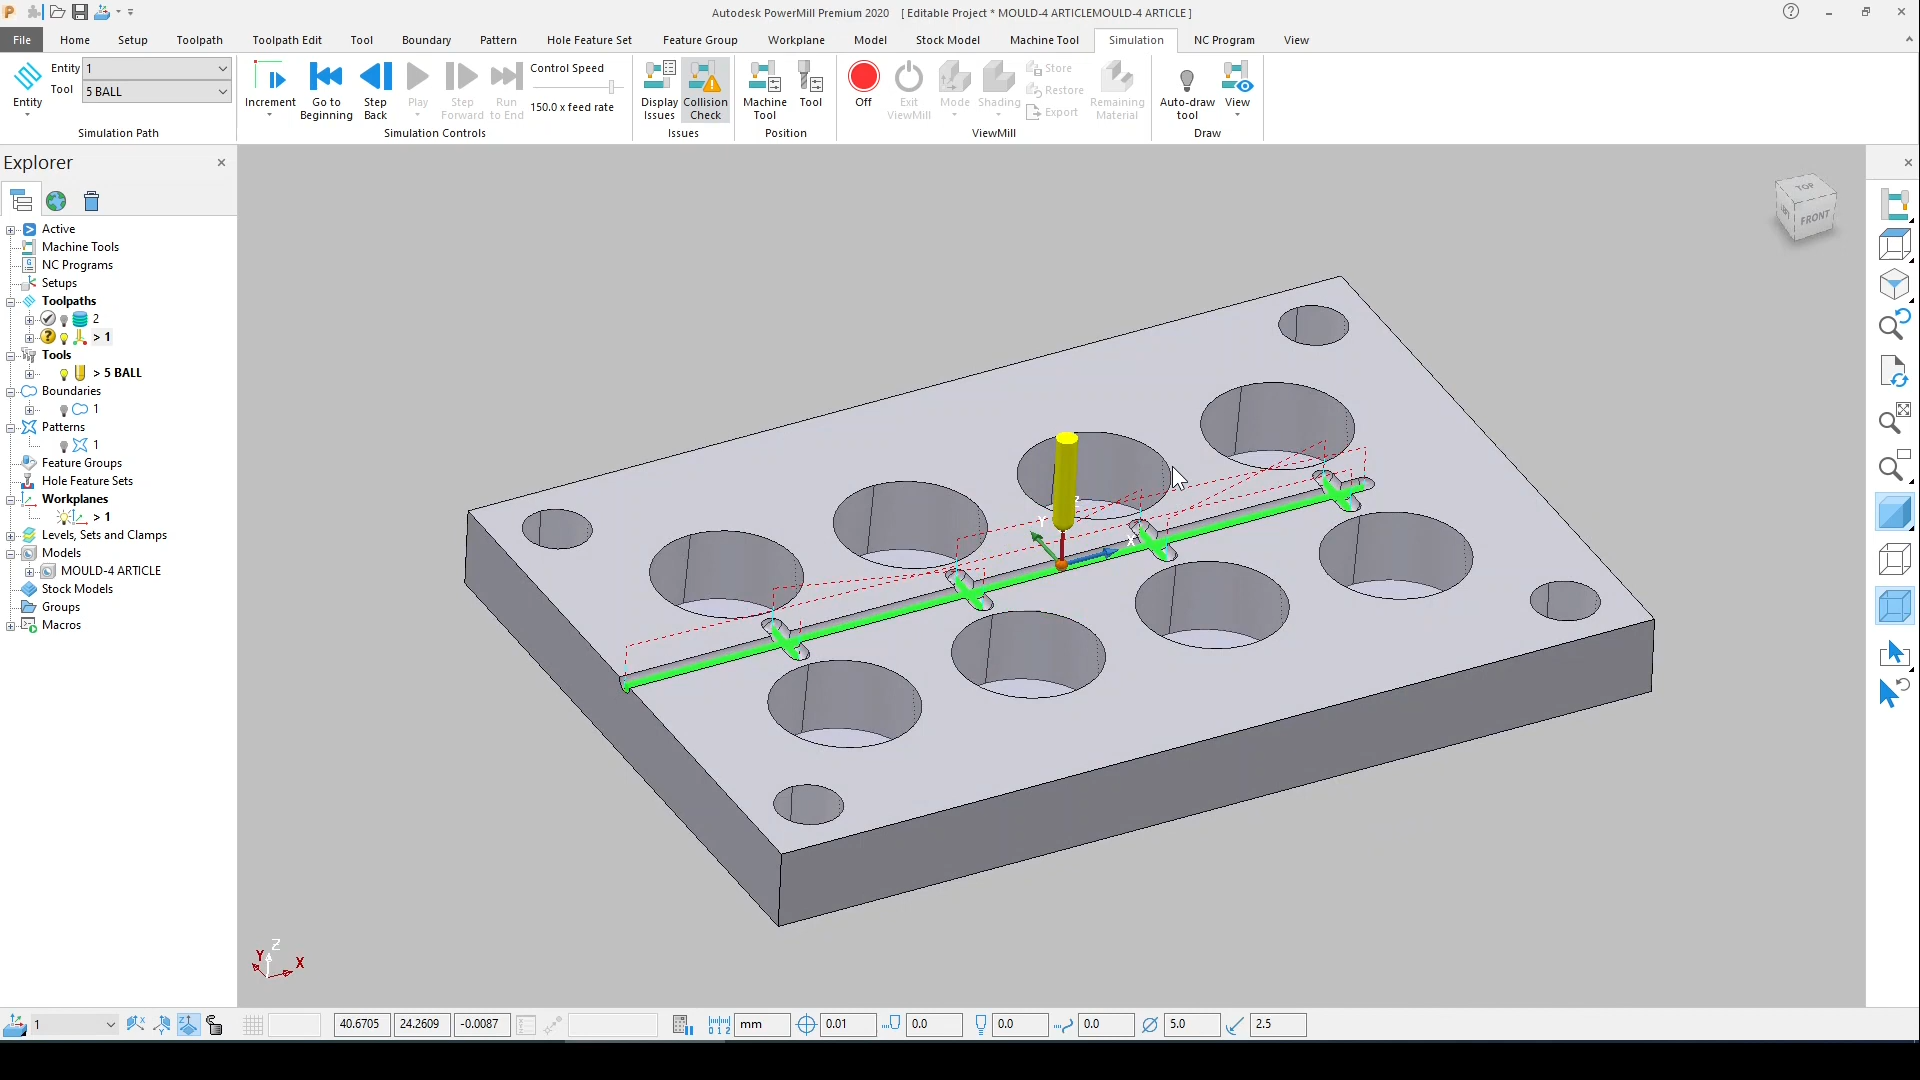 Autodesk PowerMill Premium 2020 [ Editable Project * MOULD-4 ARTICLEMOULD-4 ARTICLE ]
File Home Setup Toolpath Toolpath Edit Tool Boundary Pattern Hole Feature Set Feature Group Workplane Model Stock Model Machine Tool Simulation NC Program View
Entity
Entity 1
Tool 5 BALL
Simulation Path
Increment
Go to Beginning
Step Back
Play
Step Forward
Run to End
Control Speed
150.0 x feed rate
Simulation Controls
Display Issues
Collision Check
Issues
Machine Tool
Tool
Position
Off
Exit ViewMill
Mode
Shading
Store
Restore
Export
Remaining Material
ViewMill
Auto-draw tool
View
Draw
Explorer
Active
Machine Tools
NC Programs
Setups
Toolpaths
2
> 1
Tools
> 5 BALL
Boundaries
1
Patterns
1
Feature Groups
Hole Feature Sets
Workplanes
> 1
Levels, Sets and Clamps
Models
MOULD-4 ARTICLE
Stock Models
Groups
Macros
TOP
FRONT
Z
Y
X
Z
Y
X
1 40.6705 24.2609 -0.0087 mm 0.01 0.0 0.0 0.0 5.0 2.5